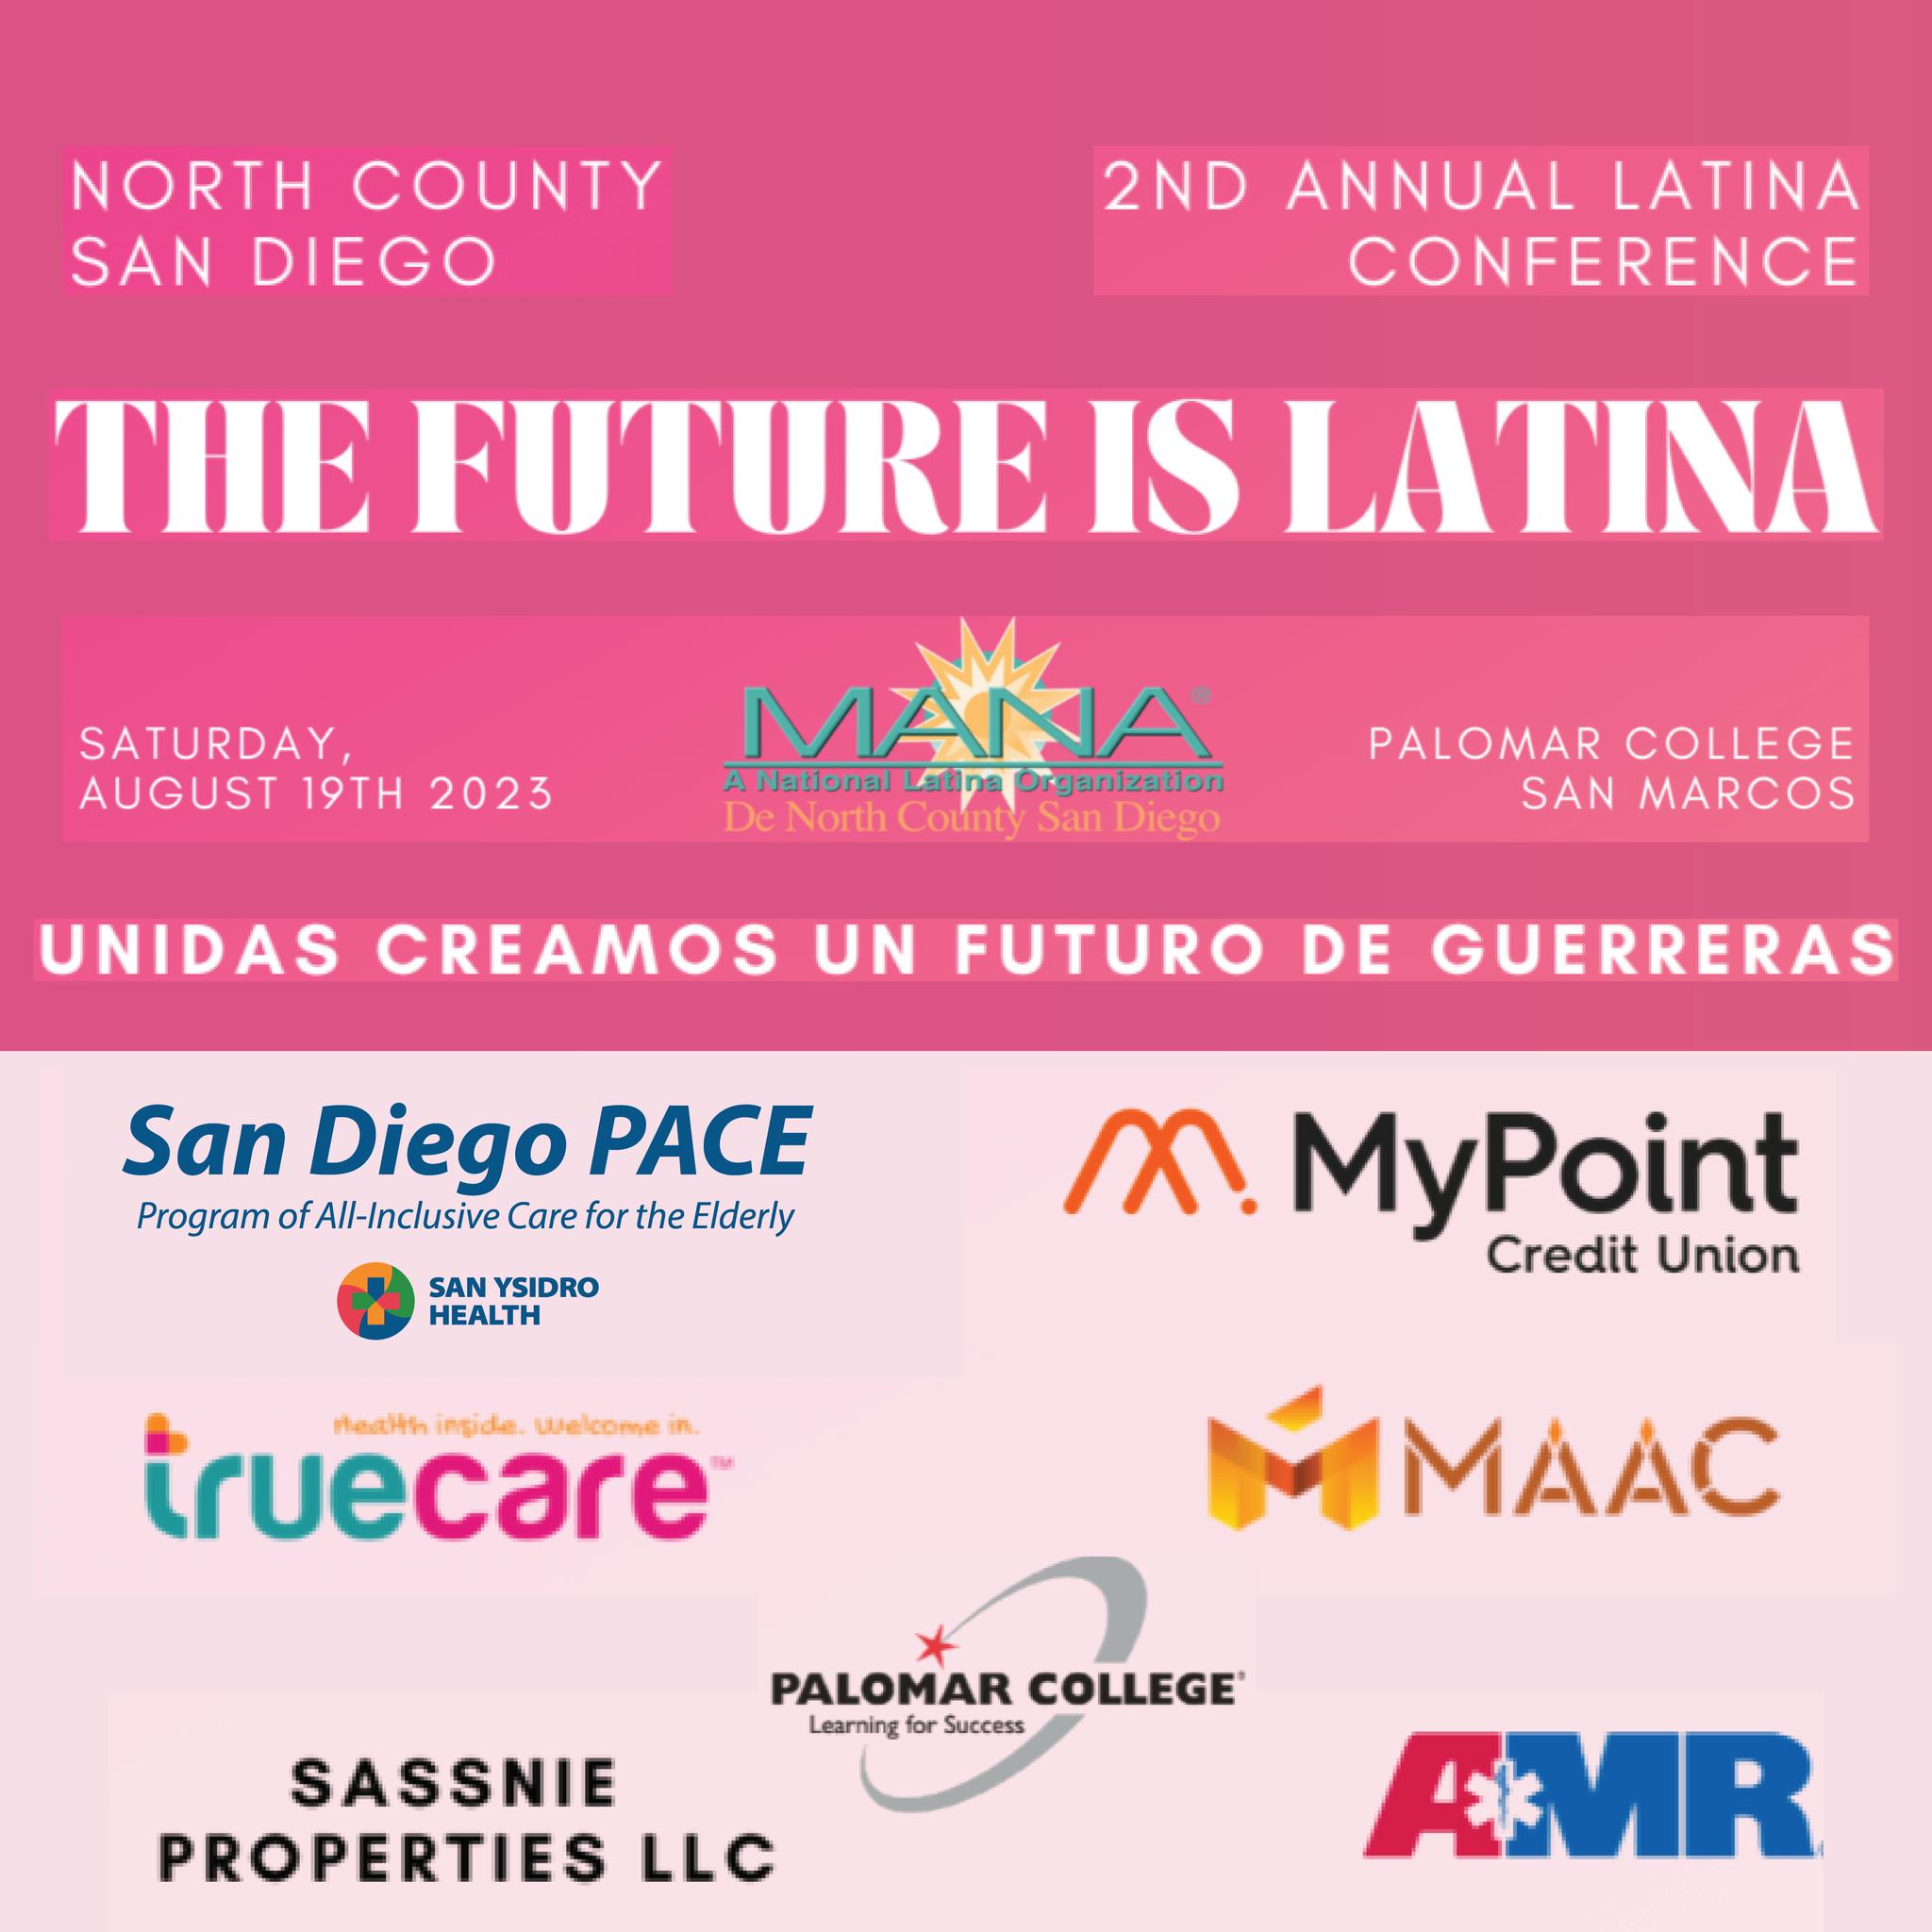 NORTH COUNTY
SAN DIEGO
2ND ANNUAL LATINA
CONFERENCE
THE FUTURE IS LATINA
SATURDAY,
AUGUST 19TH 2023
MANA®
A National Latina Organization
De North County San Diego
PALOMAR COLLEGE
SAN MARCOS
UNIDAS CREAMOS UN FUTURO DE GUERRERAS
San Diego PACE
Program of All-Inclusive Care for the Elderly
SAN YSIDRO
HEALTH
MyPoint
Credit Union
Health inside. Welcome in.
truecare™
MAAC
PALOMAR COLLEGE®
Learning for Success
SASSNIE
PROPERTIES LLC
AMR